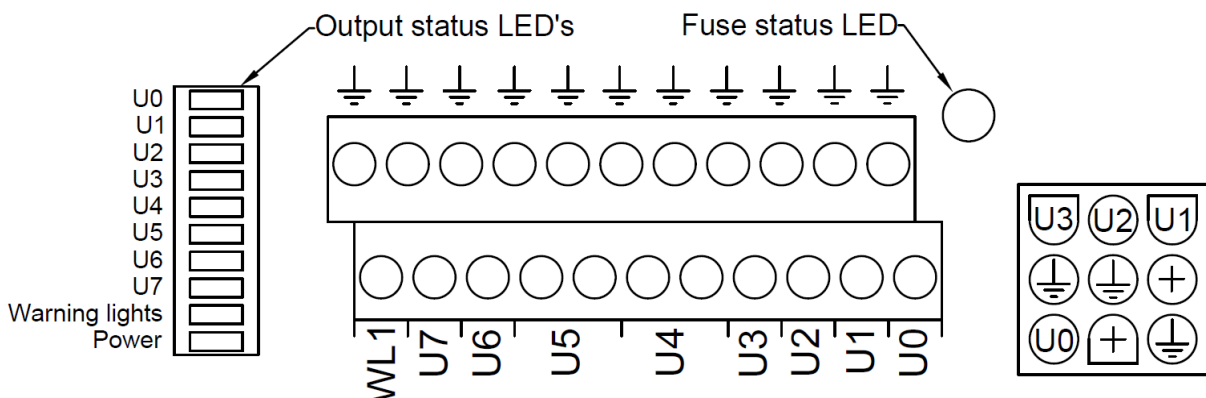 Output status LED's
Fuse status LED
U0
U1
U2
U3
U4
U5
U6
U7
Warning lights
Power
WL1 U7 U6 U5 U4 U3 U2 U1 U0
U3 U2 U1
+
U0 +